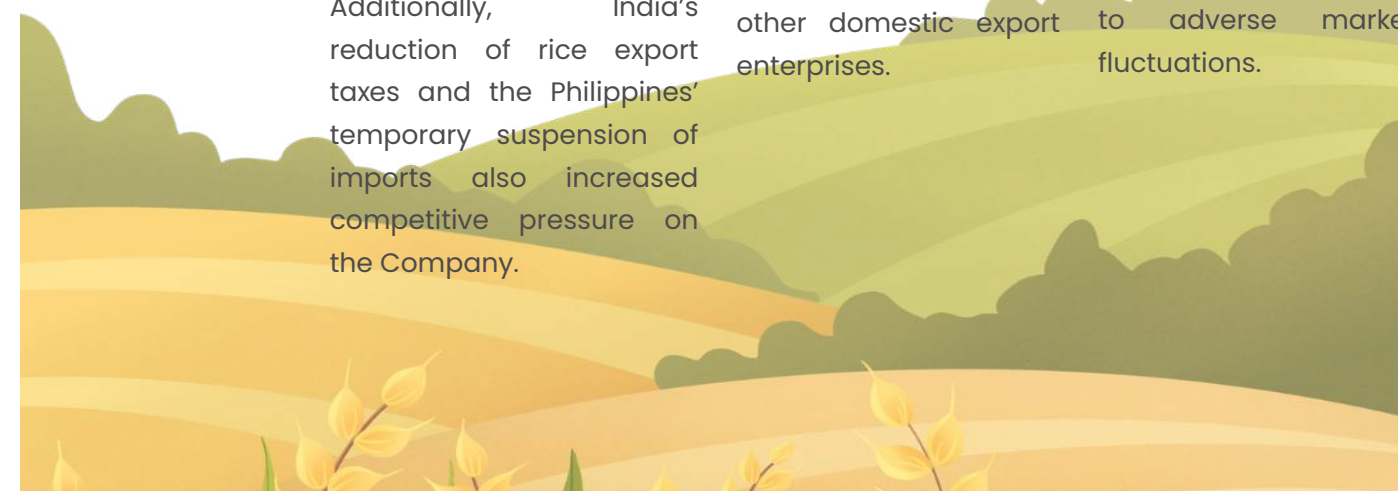 Additionally, India’s
reduction of rice export
taxes and the Philippines’
temporary suspension of
imports also increased
competitive pressure on
the Company.
other domestic export
enterprises.
to adverse
fluctuations.